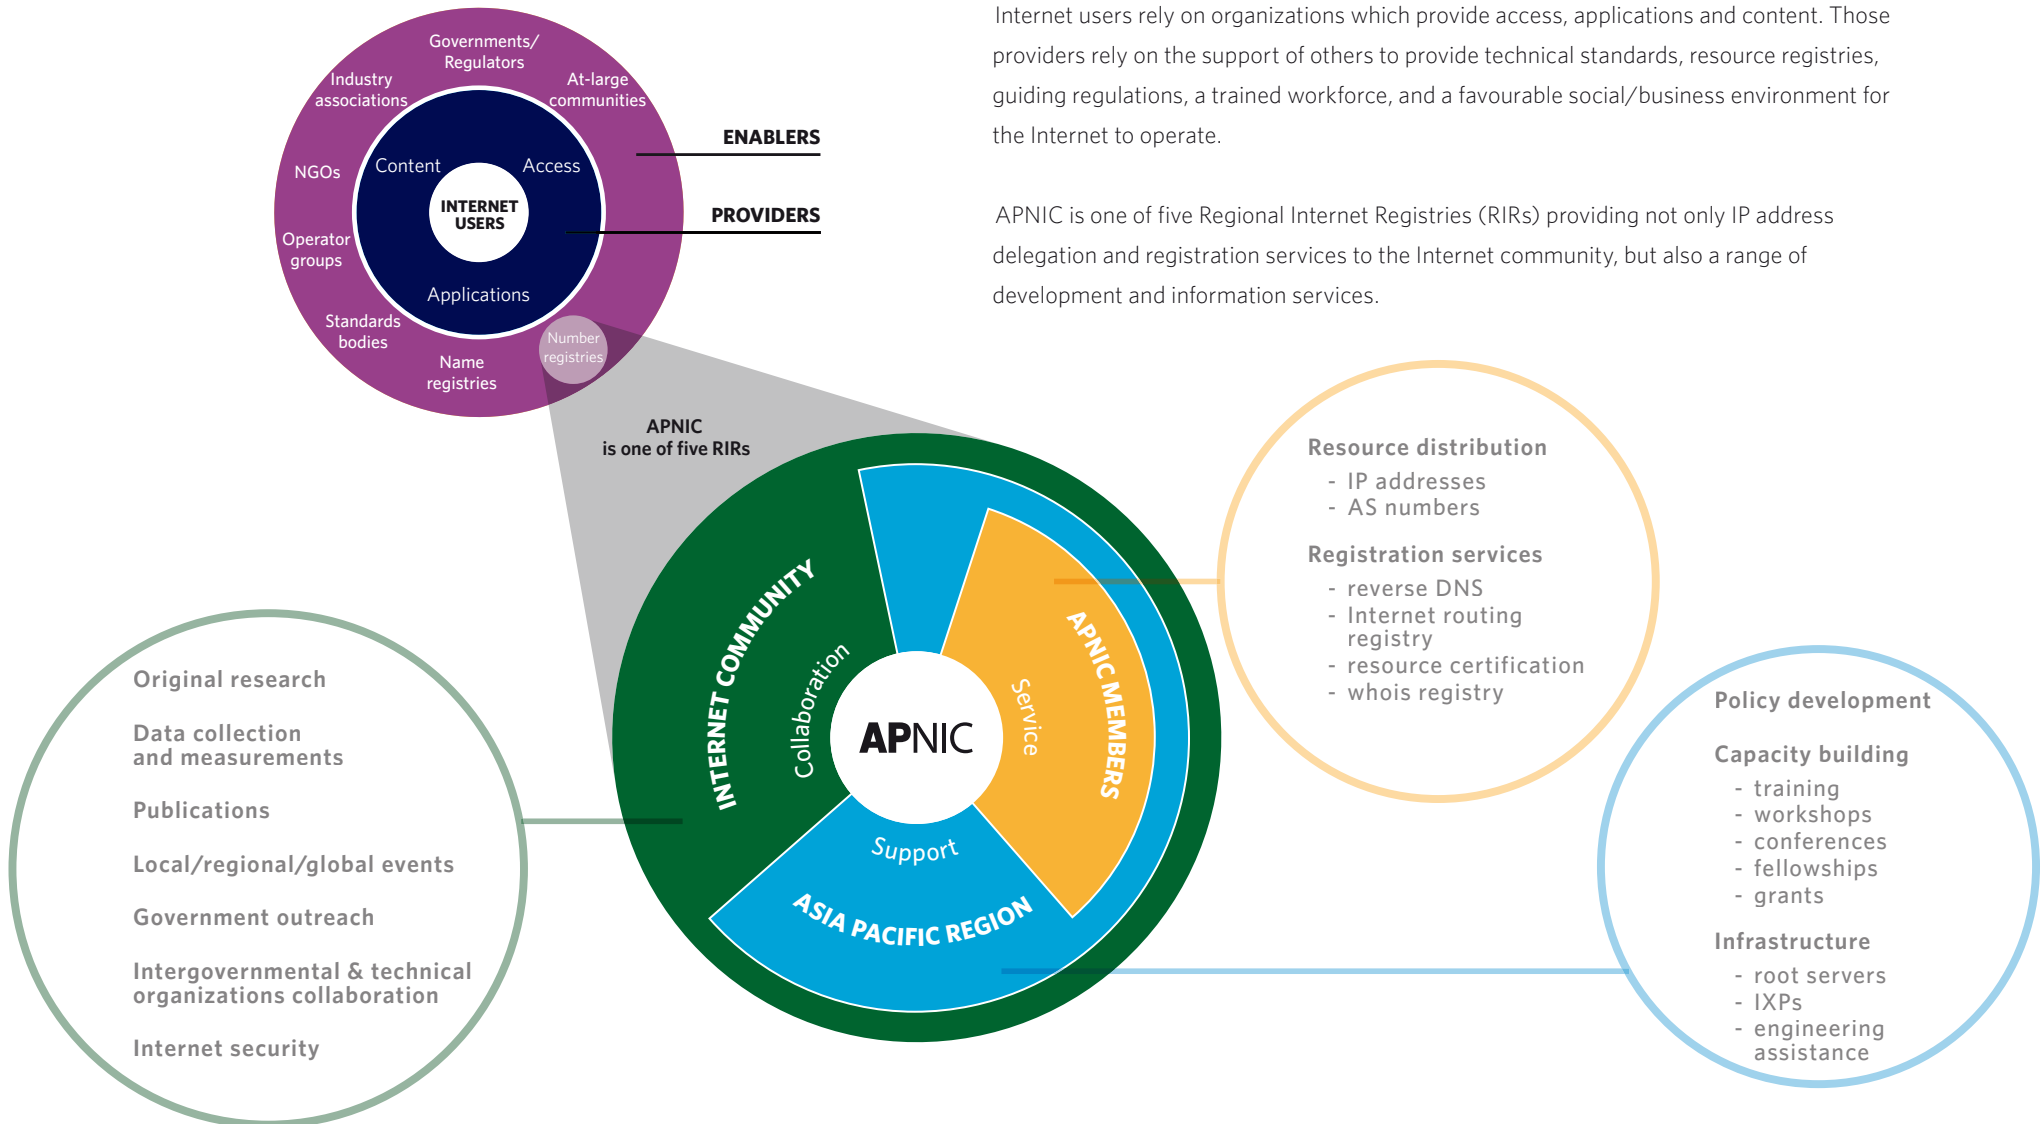 Internet users rely on organizations which provide access, applications and content. Those
providers rely on the support of others to provide technical standards, resource registries,
guiding regulations, a trained workforce, and a favourable social/business environment for
the Internet to operate.
APNIC is one of five Regional Internet Registries (RIRs) providing not only IP address
delegation and registration services to the Internet community, but also a range of
development and information services.
Governments/
Regulators
Industry
associations
At-large
communities
NGOs
Operator
groups
Standards
bodies
Name
registries
Number
registries
Content
Access
Applications
INTERNET
USERS
ENABLERS
PROVIDERS
APNIC
is one of five RIRs
INTERNET COMMUNITY
Collaboration
APNIC
Service
APNIC MEMBERS
Support
ASIA PACIFIC REGION
Resource distribution
- IP addresses
- AS numbers
Registration services
- reverse DNS
- Internet routing
registry
- resource certification
- whois registry
Policy development
Capacity building
- training
- workshops
- conferences
- fellowships
- grants
Infrastructure
- root servers
- IXPs
- engineering
assistance
Original research
Data collection
and measurements
Publications
Local/regional/global events
Government outreach
Intergovernmental & technical
organizations collaboration
Internet security